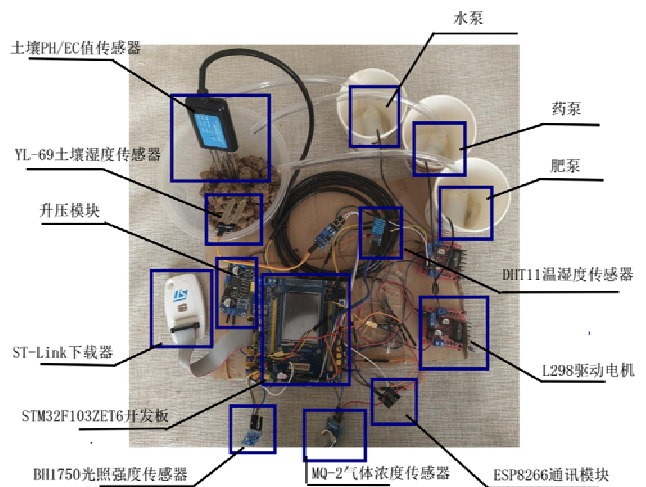 水泵
土壤PH/EC值传感器
药泵
YL-69土壤湿度传感器
肥泵
升压模块
DHT11温湿度传感器
ST-Link下载器
L298驱动电机
STM32F103ZET6开发板
BH1750光照强度传感器
MQ-2气体浓度传感器
ESP8266通讯模块